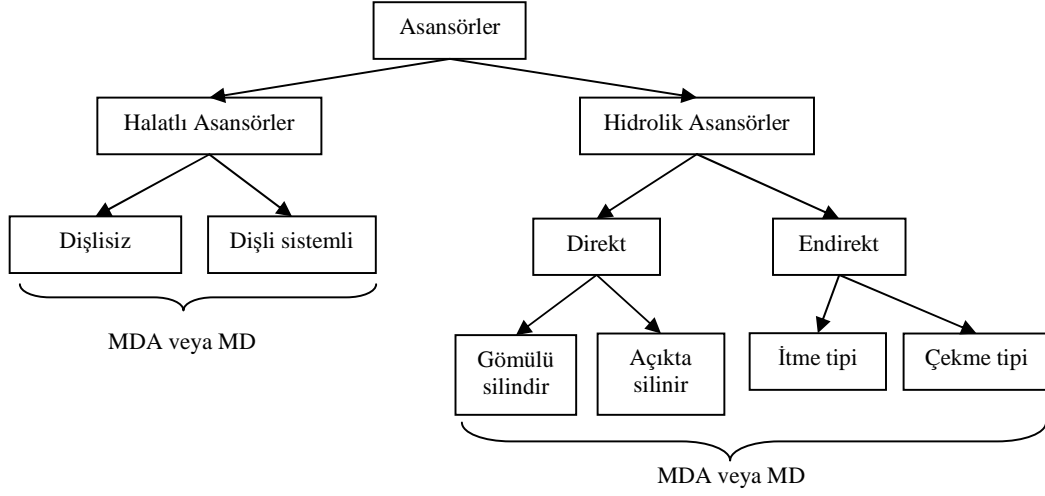 Asansörler
Halatlı Asansörler
Hidrolik Asansörler
Dişlisiz
Dişli sistemli
Direkt
Endirekt
MDA veya MD
Gömülü
silindir
Açıkta
silinir
İtme tipi
Çekme tipi
MDA veya MD